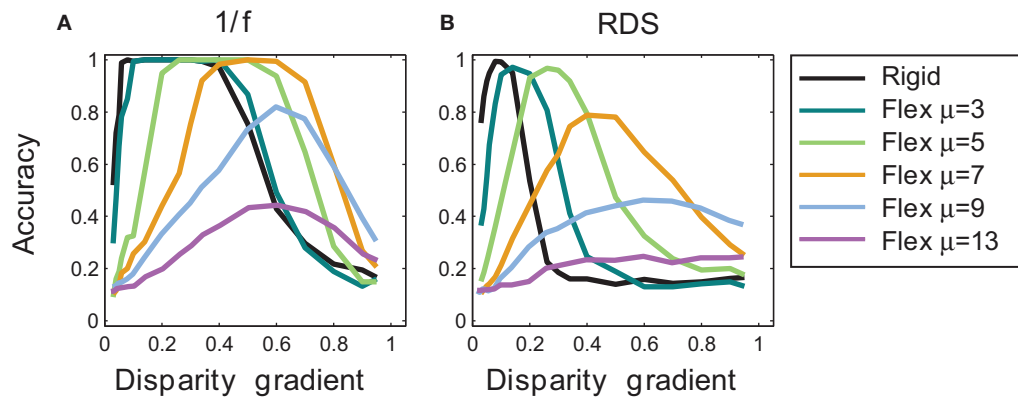 A 1/f
B RDS
Accuracy
1
0.8
0.6
0.4
0.2
0
0 0.2 0.4 0.6 0.8 1
Disparity gradient
1
0.8
0.6
0.4
0.2
0
0 0.2 0.4 0.6 0.8 1
Disparity gradient
Rigid
Flex μ=3
Flex μ=5
Flex μ=7
Flex μ=9
Flex μ=13